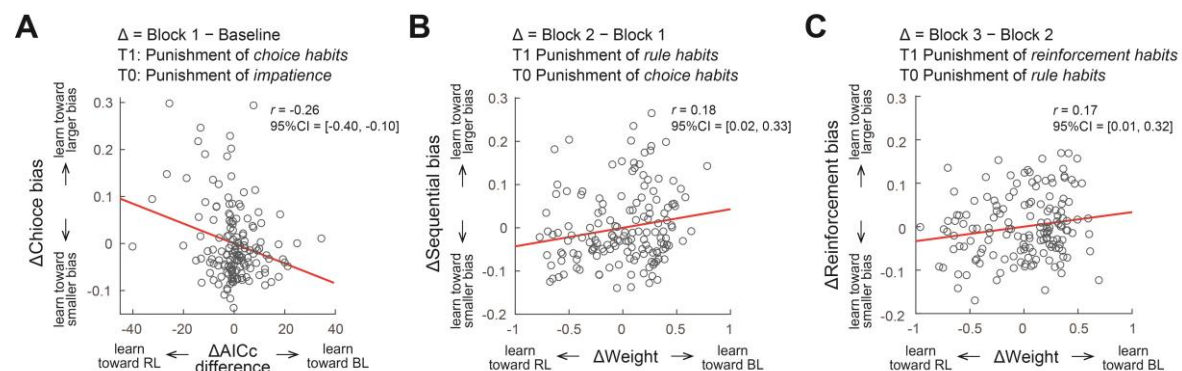 A
Δ = Block 1 − Baseline
T1: Punishment of choice habits
T0: Punishment of impatience
r = -0.26
95%CI = [-0.40, -0.10]
learn toward
larger bias
ΔChioce bias
learn toward
smaller bias
0.3
0.2
0.1
0
-0.1
-40
-20
0
20
40
learn
toward RL
ΔAICc
difference
learn
toward BL
B
Δ = Block 2 − Block 1
T1 Punishment of rule habits
T0 Punishment of choice habits
r = 0.18
95%CI = [0.02, 0.33]
learn toward
larger bias
ΔSequential bias
learn toward
smaller bias
0.3
0.2
0.1
0
-0.1
-0.2
-1
-0.5
0
0.5
1
learn
toward RL
ΔWeight
learn
toward BL
C
Δ = Block 3 − Block 2
T1 Punishment of reinforcement habits
T0 Punishment of rule habits
r = 0.17
95%CI = [0.01, 0.32]
learn toward
larger bias
ΔReinforcement bias
learn toward
smaller bias
0.3
0.2
0.1
0
-0.1
-0.2
-1
-0.5
0
0.5
1
learn
toward RL
ΔWeight
learn
toward BL